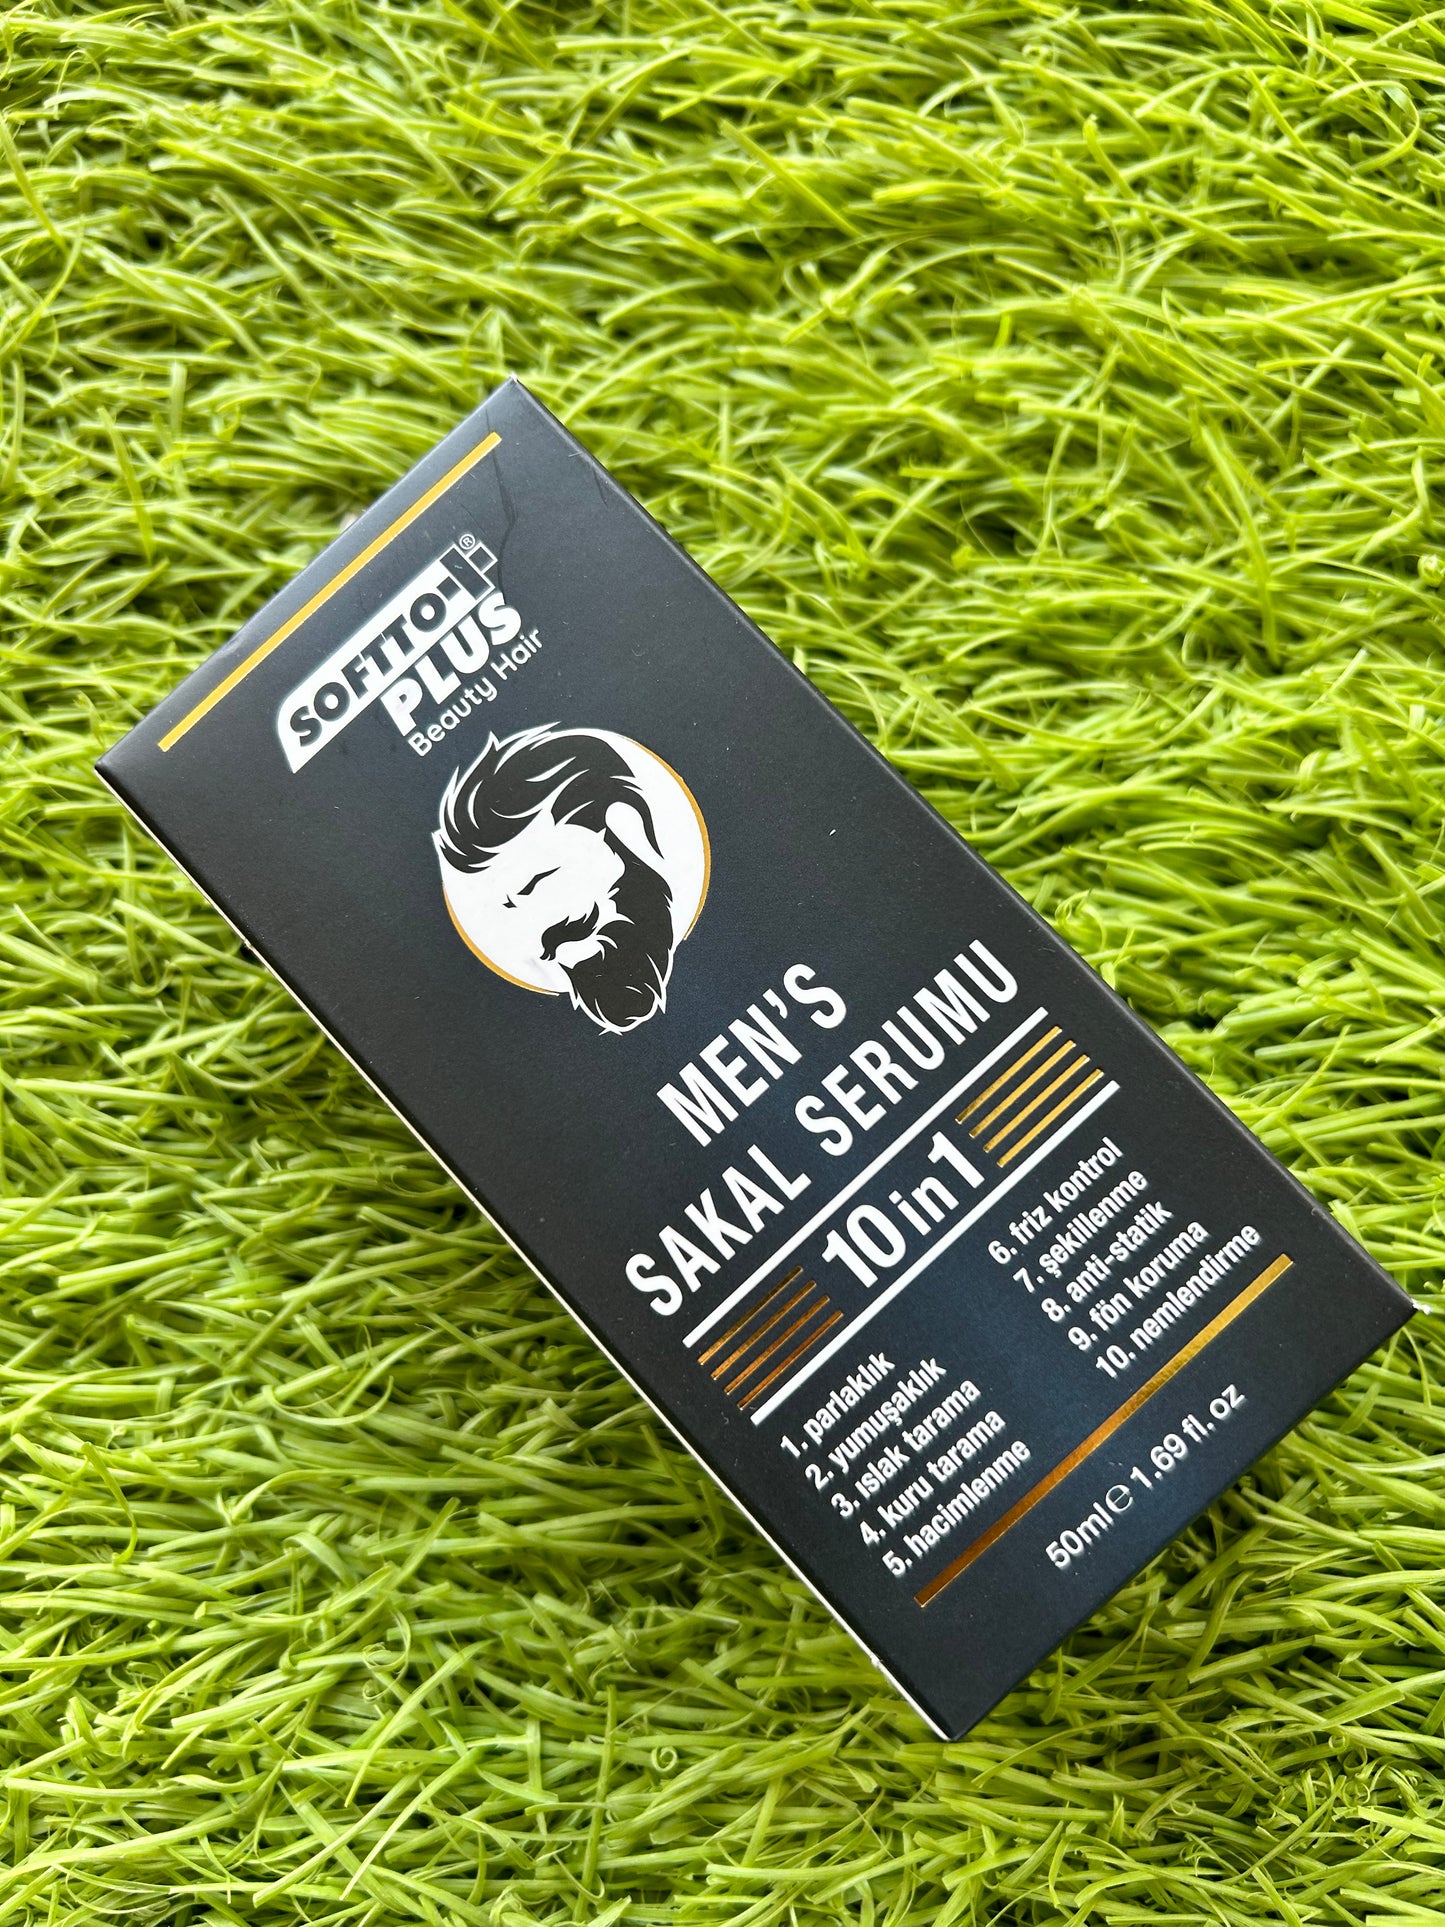 SOFTTO-
PLUS
®
Beauty Hair
MEN'S
SAKAL SERUMU
10 in 1
1. parlaklık
2. yumuşaklık
3. ıslak tarama
4. kuru tarama
5. hacimlenme
6. friz kontrol
7. şekillenme
8. anti-statik
9. fön koruma
10. nemlendirme
50ml ℮ 1.69 fl. oz